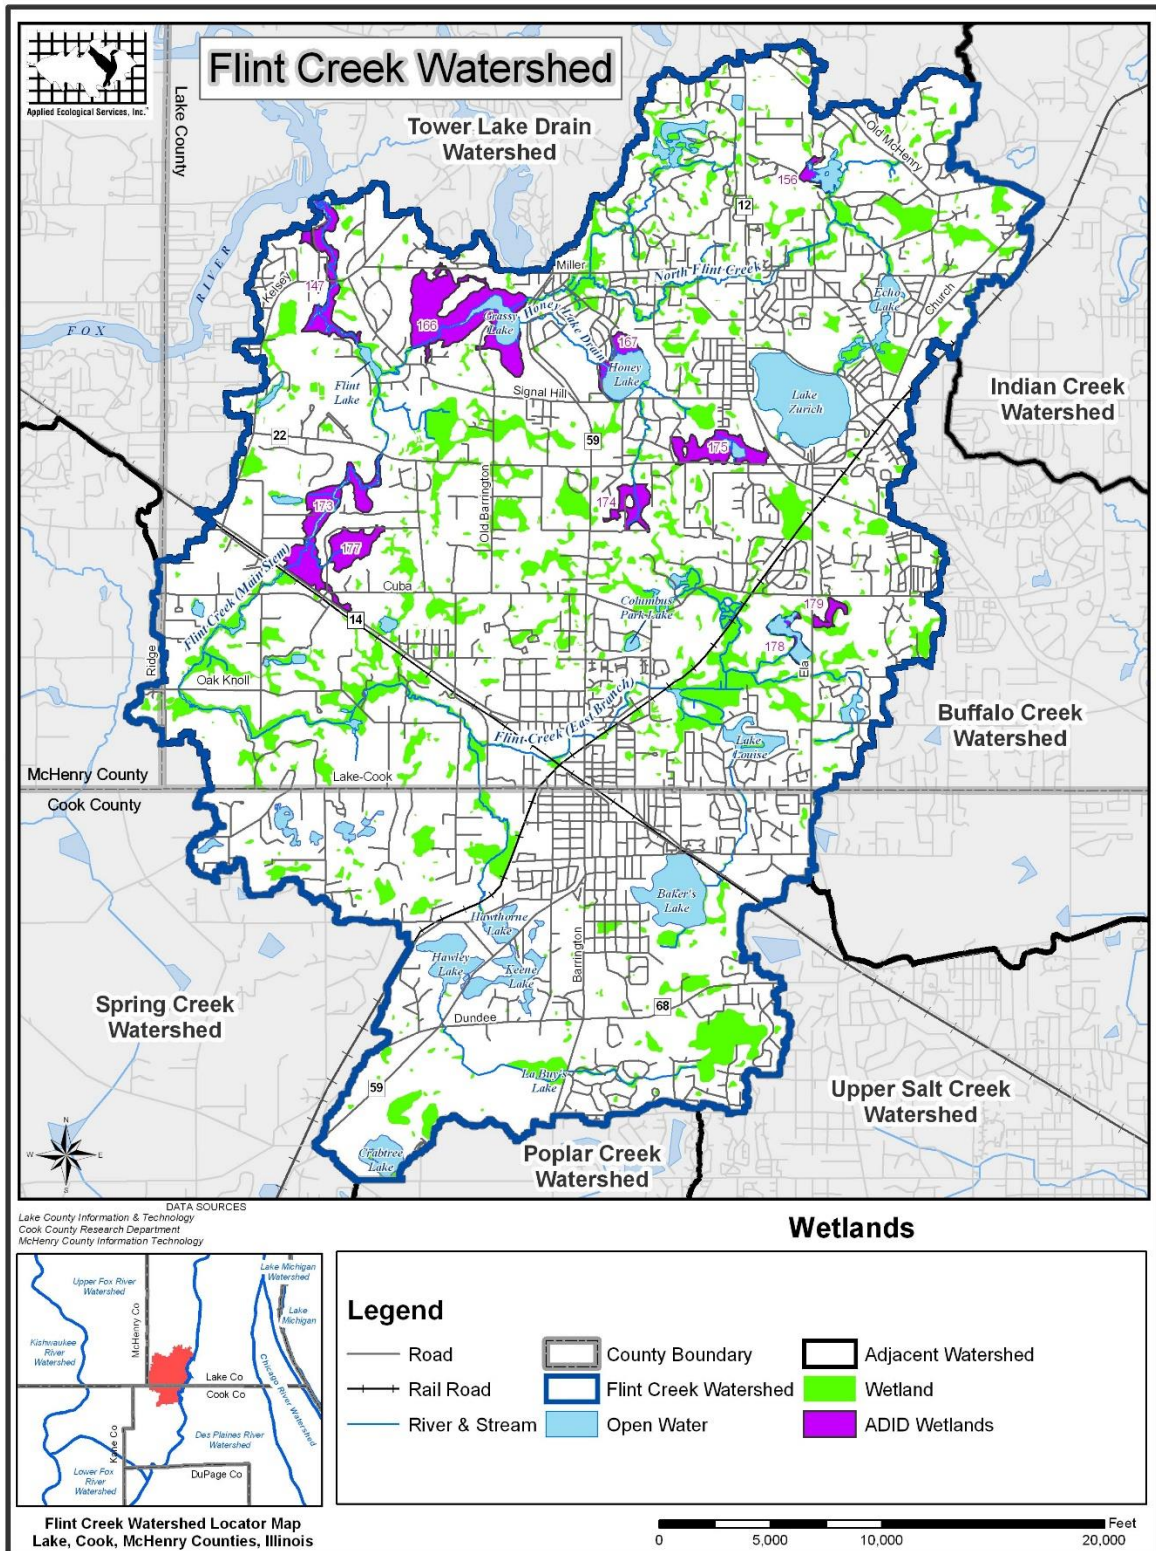 Flint Creek Watershed
Applied Ecological Services, Inc.™
Lake County
Tower Lake Drain
Watershed
Old McHenry
156
12
Miller
North Flint Creek
Kelsey
147
RIVER
FOX
166
Grassy
Lake
Honey Lake Drain
167
Honey
Lake
Echo
Lake
Church
Flint
Lake
Signal Hill
Lake
Zurich
Indian Creek
Watershed
22
59
175
173
Old Barrington
174
177
Flint Creek (Main Stem)
Cuba
14
Columbus
Park Lake
179
178
Ela
Ridge
Oak Knoll
Flint Creek (East Branch)
Lake
Louise
Buffalo Creek
Watershed
McHenry County
Cook County
Lake-Cook
Baker's
Lake
Hawthorne
Lake
Hawley
Lake
Keene
Lake
Barrington
Spring Creek
Watershed
Dundee
68
La Buy's
Lake
59
Upper Salt Creek
Watershed
Crabtree
Lake
Poplar Creek
Watershed
N
W E
S
DATA SOURCES
Lake County Information & Technology
Cook County Research Department
McHenry County Information Technology
Wetlands
Legend
Road
Rail Road
River & Stream
County Boundary
Flint Creek Watershed
Open Water
Adjacent Watershed
Wetland
ADID Wetlands
Upper Fox River
Watershed
Lake Michigan
Watershed
Lake
Michigan
McHenry Co
Kishwaukee
River
Watershed
Lake Co
Cook Co
Chicago River Watershed
Kane Co
Des Plaines River
Watershed
Lower Fox
River
Watershed
DuPage Co
Flint Creek Watershed Locator Map
Lake, Cook, McHenry Counties, Illinois
Feet
0 5,000 10,000 20,000